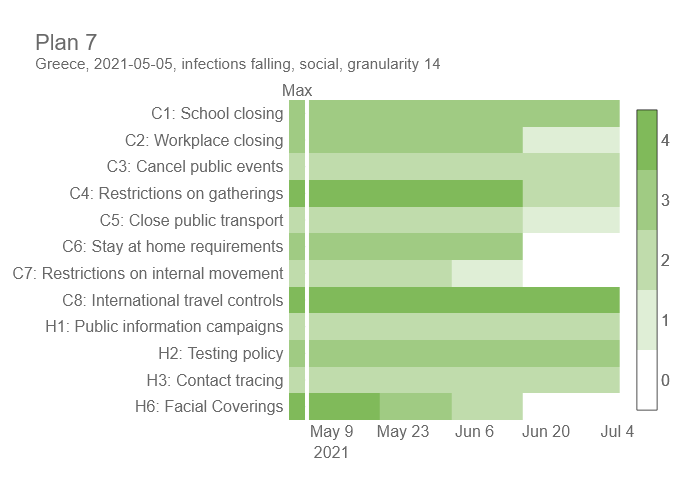 Plan 7
Greece, 2021-05-05, infections falling, social, granularity 14
Max
C1: School closing
C2: Workplace closing
C3: Cancel public events
C4: Restrictions on gatherings
C5: Close public transport
C6: Stay at home requirements
C7: Restrictions on internal movement
C8: International travel controls
H1: Public information campaigns
H2: Testing policy
H3: Contact tracing
H6: Facial Coverings
May 9 May 23 Jun 6 Jun 20 Jul 4
2021
4
3
2
1
0